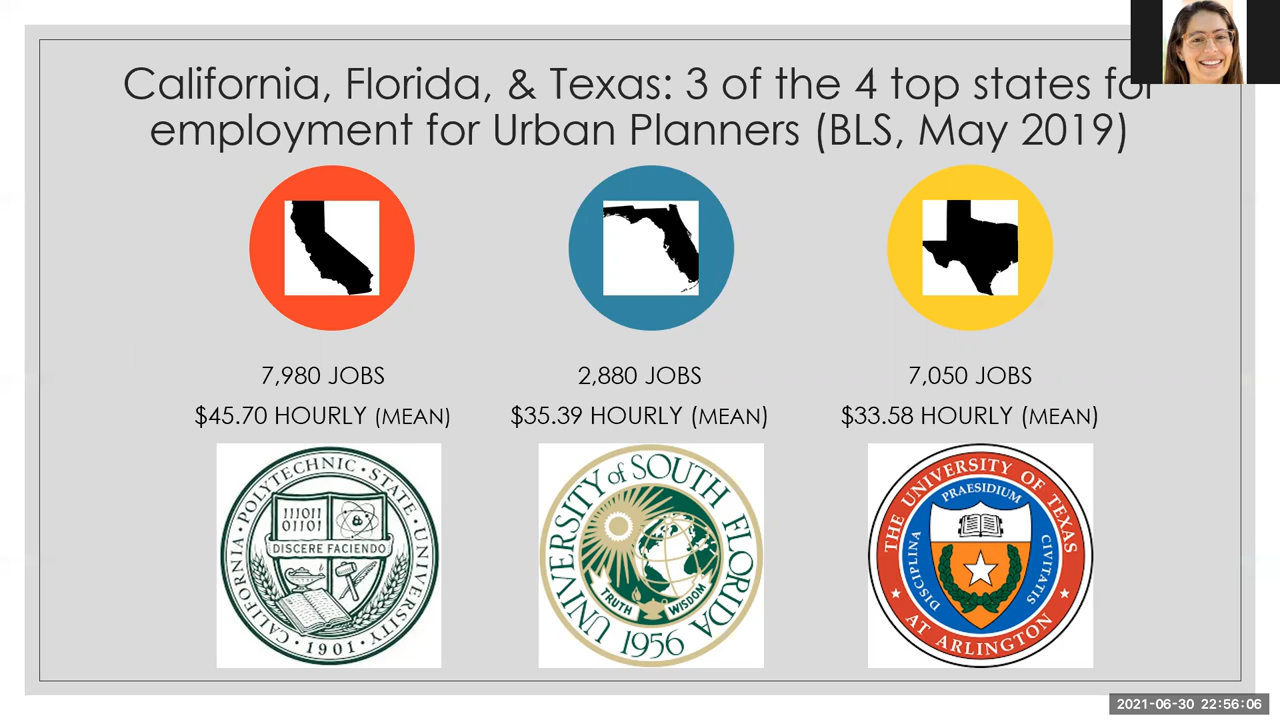 California, Florida, & Texas: 3 of the 4 top states for
employment for Urban Planners (BLS, May 2019)
7,980 JOBS
2,880 JOBS
7,050 JOBS
$45.70 HOURLY (MEAN)
$35.39 HOURLY (MEAN)
$33.58 HOURLY (MEAN)
CALIFORNIA · POLYTECHNIC · STATE · UNIVERSITY ·
111011
01101
DISCERE FACIENDO
· 1901 ·
UNIVERSITY of SOUTH FLORIDA
TRUTH
WISDOM
1956
THE UNIVERSITY OF TEXAS
AT ARLINGTON
PRAESIDIUM
DISCIPLINA
CIVITATIS
2021-06-30 22:56:06